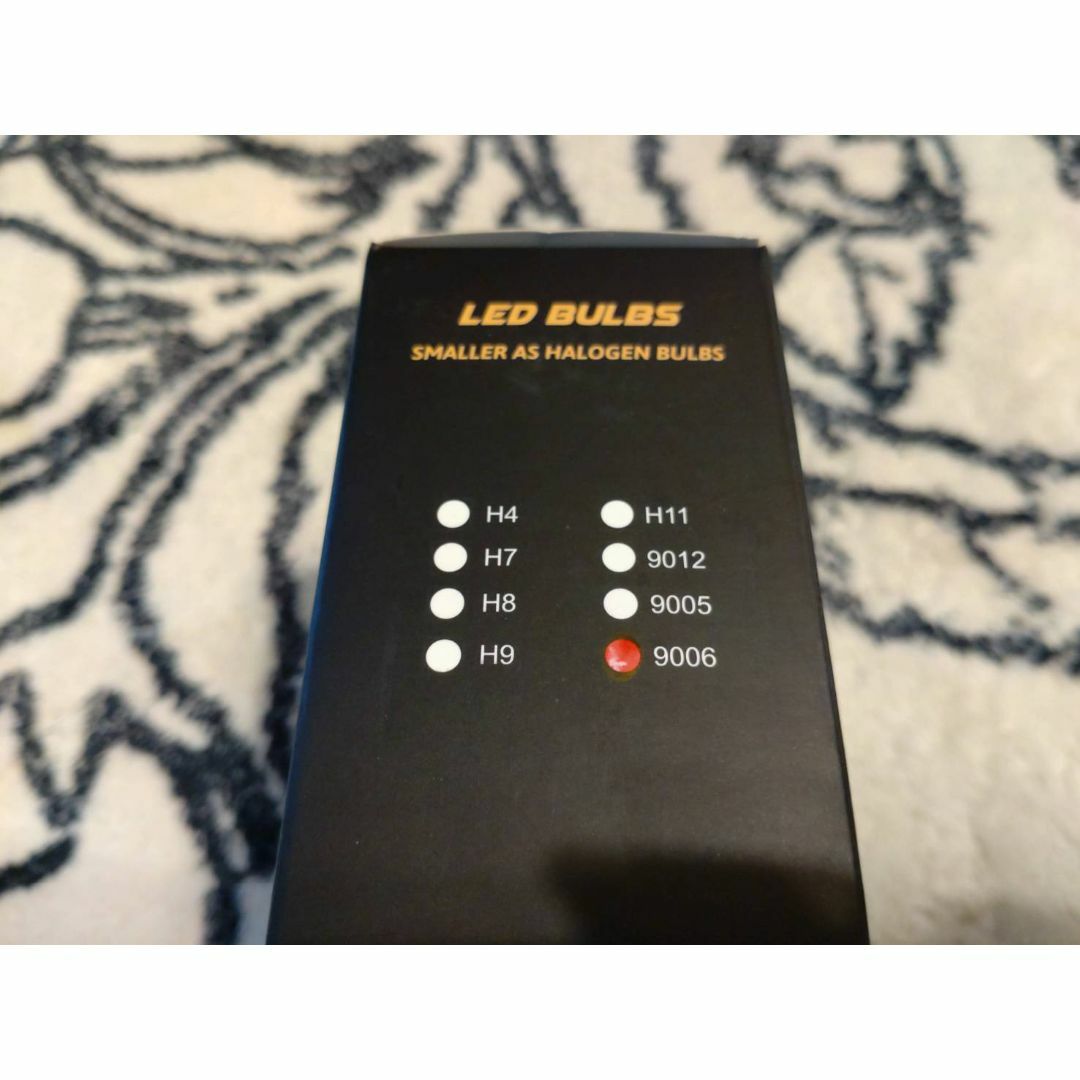 LED BULBS
SMALLER AS HALOGEN BULBS
H4 H11
H7 9012
H8 9005
H9 9006